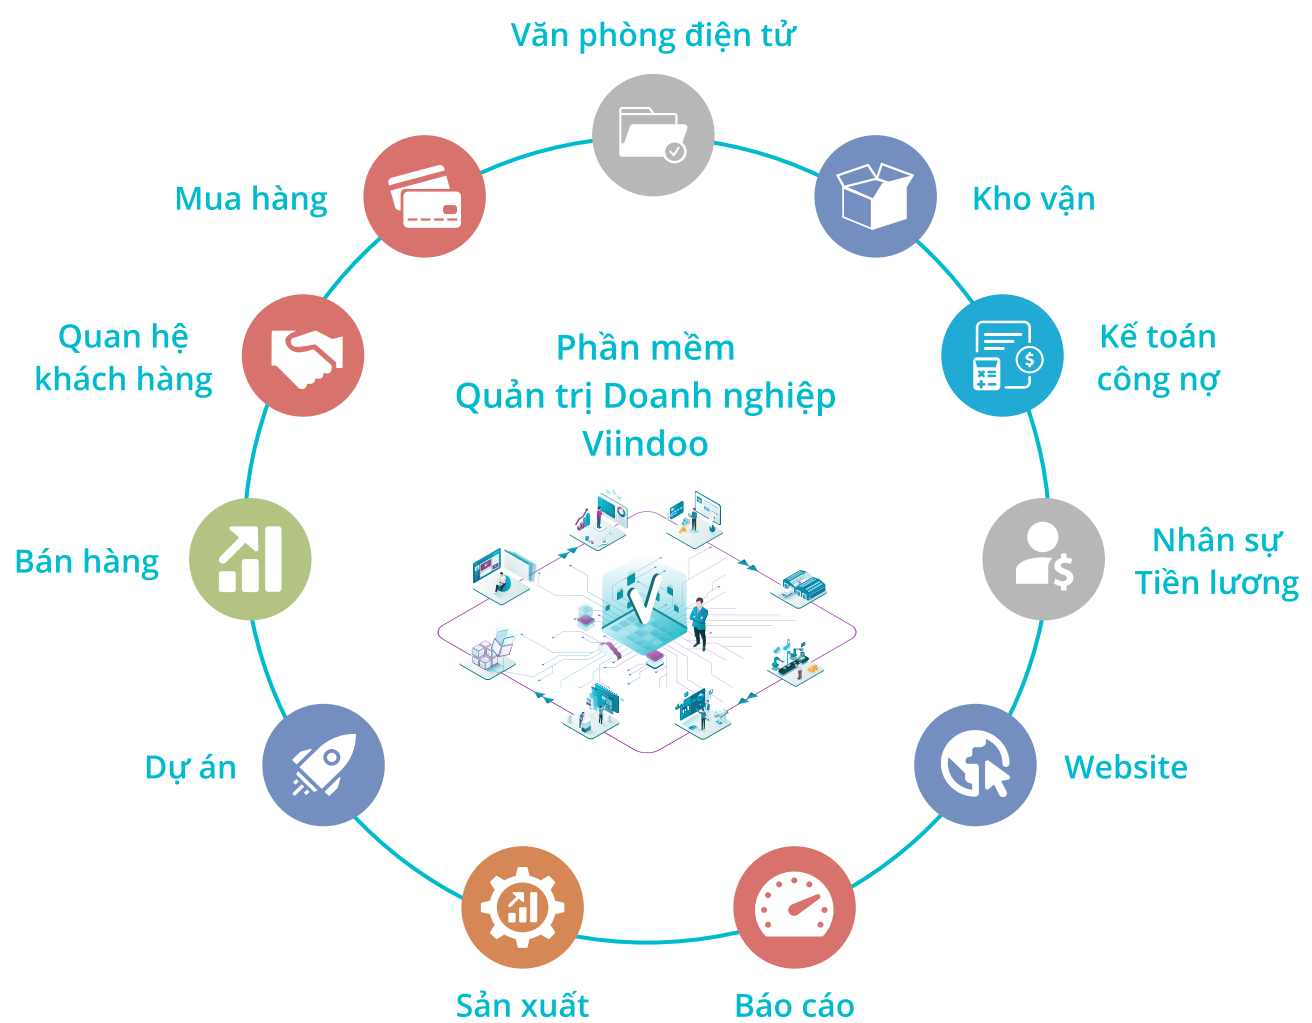 Văn phòng điện tử
Mua hàng
Kho vận
Quan hệ
khách hàng
Kế toán
công nợ
Phần mềm
Quản trị Doanh nghiệp
Viindoo
Bán hàng
Nhân sự
Tiền lương
Dự án
Website
Sản xuất
Báo cáo